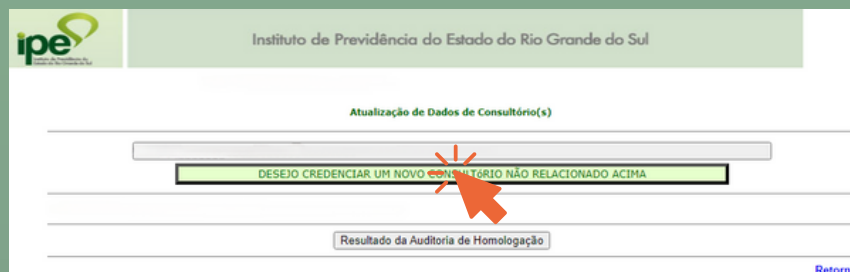 ipe
Instituto de Previdência do Estado do Rio Grande do Sul
Atualização de Dados de Consultório(s)
DESEJO CREDENCIAR UM NOVO CONSULTóRIO NÃO RELACIONADO ACIMA
Resultado da Auditoria de Homologação
Retorn